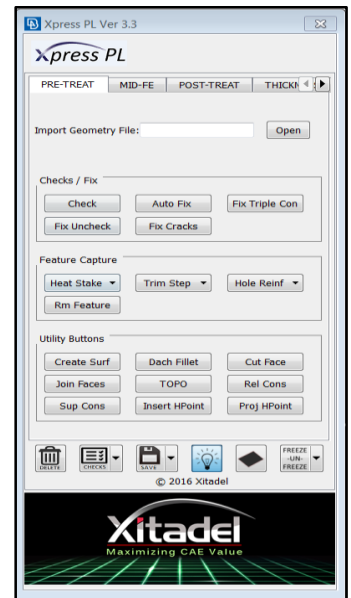 Xpress PL Ver 3.3
Xpress PL
PRE-TREAT MID-FE POST-TREAT
Import Geometry File: Open
Checks / Fix
Check Auto Fix Fix Triple Con
Fix Uncheck Fix Cracks
Feature Capture
Heat Stake Trim Step Hole Reinf
Rm Feature
Utility Buttons
Create Surf Dach Fillet Cut Face
Join Faces TOPO Rel Cons
Sup Cons Insert HPoint Proj HPoint
DELETE CHECKS SAVE FREEZE
-UN-
FREEZE
© 2016 Xitadel
Xitadel
Maximizing CAE Value